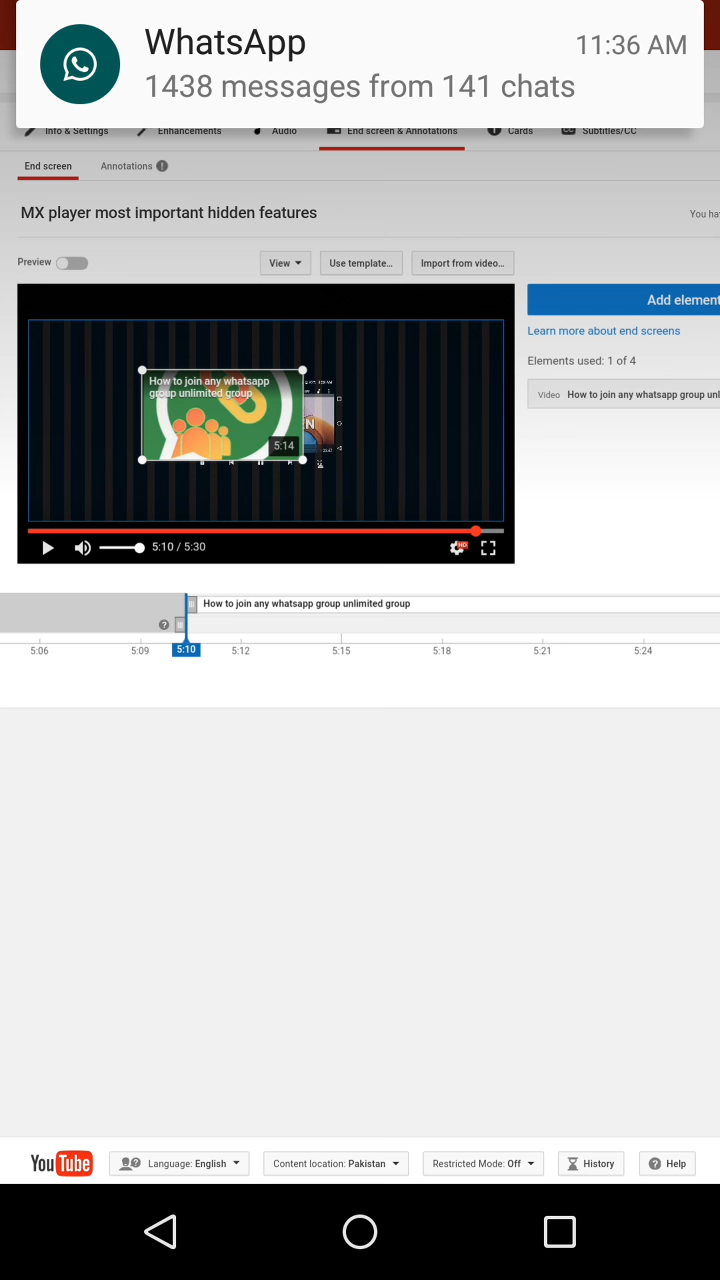 WhatsApp 11:36 AM
1438 messages from 141 chats
Info & Settings Enhancements Audio End screen & Annotations Cards CC Subtitles/CC
End screen Annotations
MX player most important hidden features You hav
Preview View Use template... Import from video...
Add element
Learn more about end screens
Elements used: 1 of 4
Video How to join any whatsapp group unl
How to join any whatsapp
group unlimited group
5:14
5:10 / 5:30 HD
How to join any whatsapp group unlimited group
5:06 5:09 5:10 5:12 5:15 5:18 5:21 5:24
YouTube Language: English Content location: Pakistan Restricted Mode: Off History Help